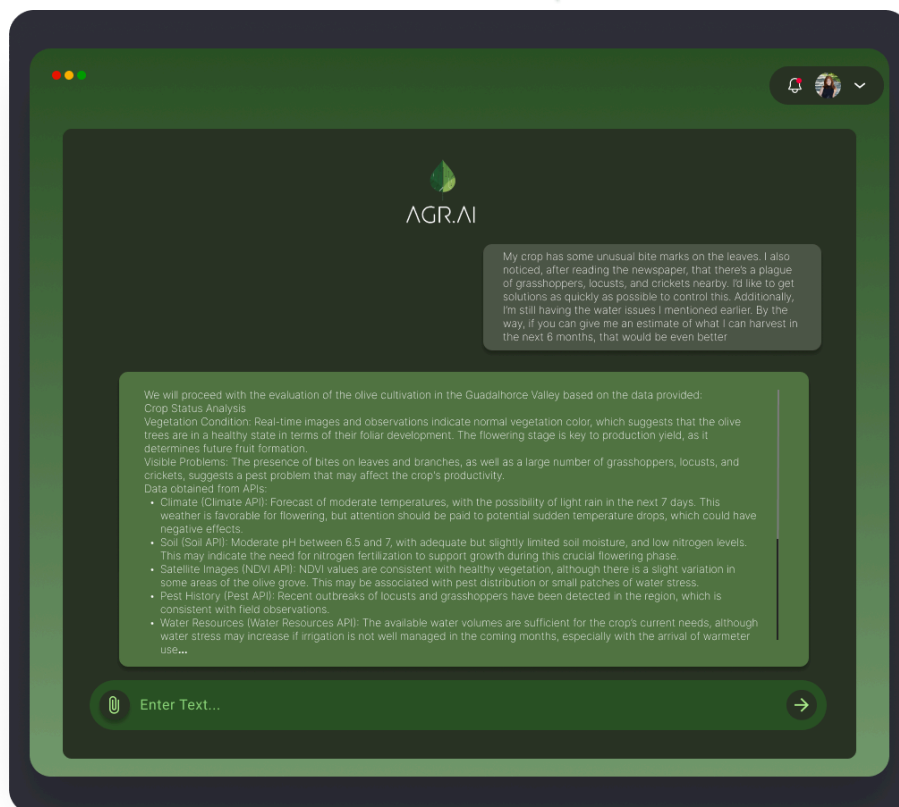 AGR.AI
My crop has some unusual bite marks on the leaves. I also
noticed, after reading the newspaper, that there's a plague
of grasshoppers, locusts, and crickets nearby. I'd like to get
solutions as quickly as possible to control this. Additionally,
I'm still having the water issues I mentioned earlier. By the
way, if you can give me an estimate of what I can harvest in
the next 6 months, that would be even better
We will proceed with the evaluation of the olive cultivation in the Guadalhorce Valley based on the data provided:
Crop Status Analysis
Vegetation Condition: Real-time images and observations indicate normal vegetation color, which suggests that the olive
trees are in a healthy state in terms of their foliar development. The flowering stage is key to production yield, as it
determines future fruit formation.
Visible Problems: The presence of bites on leaves and branches, as well as a large number of grasshoppers, locusts, and
crickets, suggests a pest problem that may affect the crop's productivity.
Data obtained from APIs:
• Climate (Climate API): Forecast of moderate temperatures, with the possibility of light rain in the next 7 days. This
weather is favorable for flowering, but attention should be paid to potential sudden temperature drops, which could have
negative effects.
• Soil (Soil API): Moderate pH between 6.5 and 7, with adequate but slightly limited soil moisture, and low nitrogen levels.
This may indicate the need for nitrogen fertilization to support growth during this crucial flowering phase.
• Satellite Images (NDVI API): NDVI values are consistent with healthy vegetation, although there is a slight variation in
some areas of the olive grove. This may be associated with pest distribution or small patches of water stress.
• Pest History (Pest API): Recent outbreaks of locusts and grasshoppers have been detected in the region, which is
consistent with field observations.
• Water Resources (Water Resources API): The available water volumes are sufficient for the crop's current needs, although
water stress may increase if irrigation is not well managed in the coming months, especially with the arrival of warmeter
use...
Enter Text...